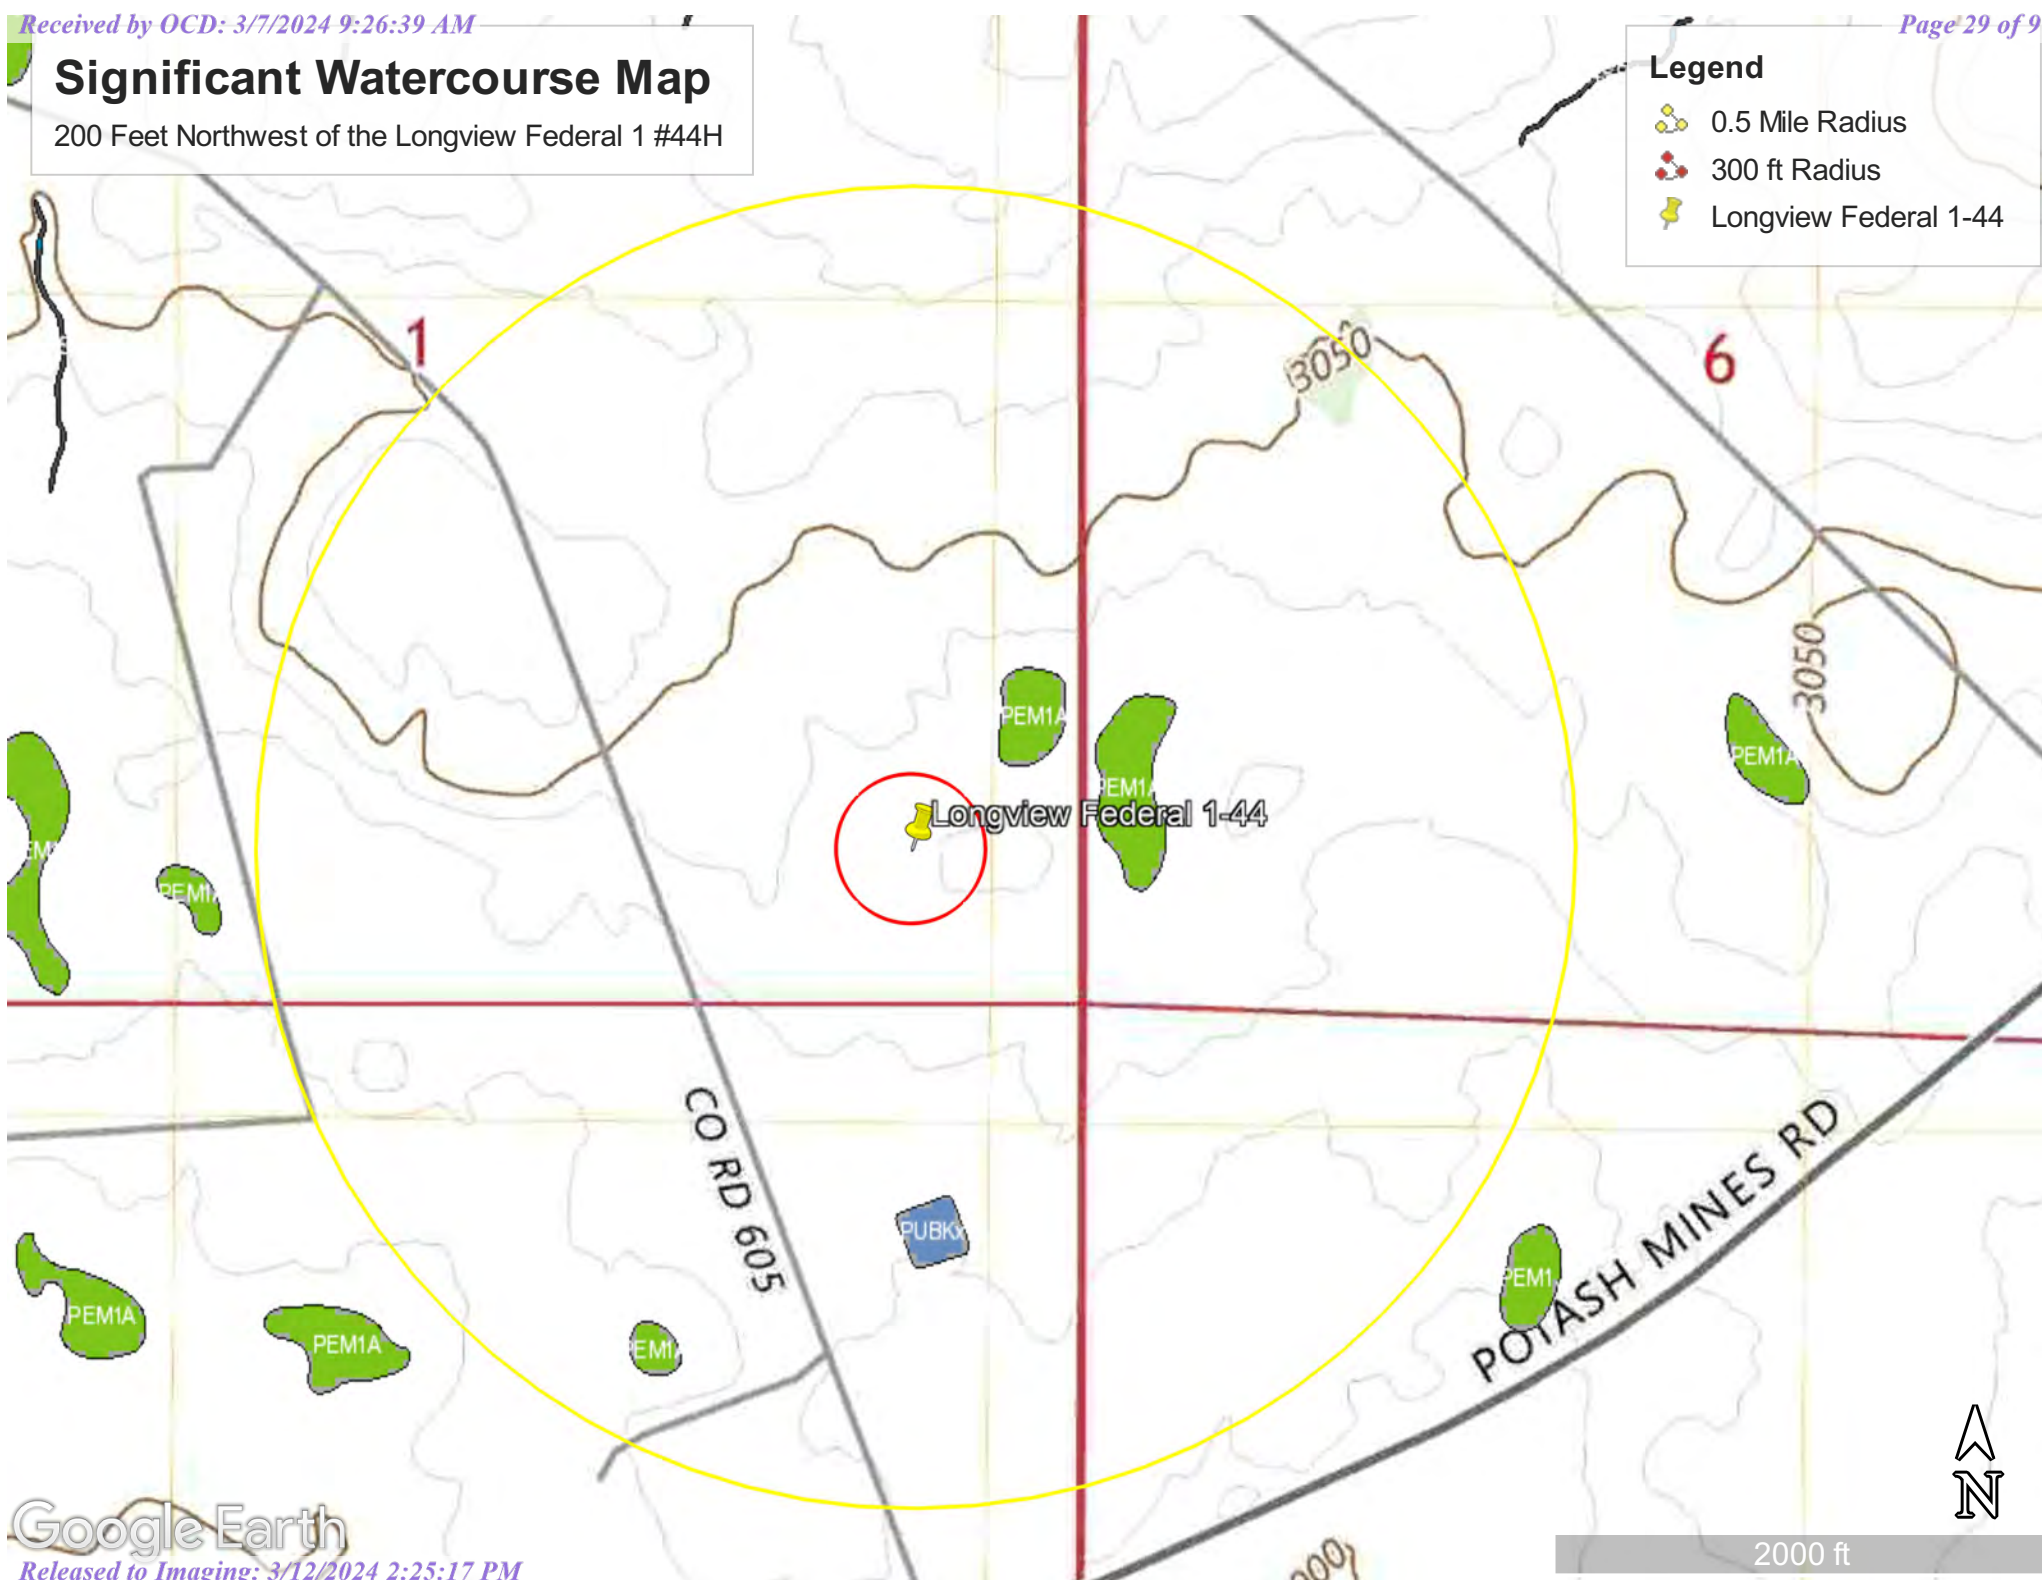 Received by OCD: 3/7/2024 9:26:39 AM
Page 29 of 9
Significant Watercourse Map
200 Feet Northwest of the Longview Federal 1 #44H
Legend
0.5 Mile Radius
300 ft Radius
Longview Federal 1-44
1
6
3050
3050
PEM1A
PEM1A
PEM1A
Longview Federal 1-44
PEM1
CO RD 605
PUBKx
POTASH MINES RD
PEM1
PEM1A
PEM1A
EM1
N
Google Earth
2000 ft
Released to Imaging: 3/12/2024 2:25:17 PM